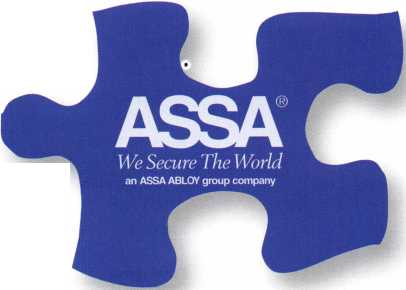 ASSA®
We Secure The World
an ASSA ABLOY group company